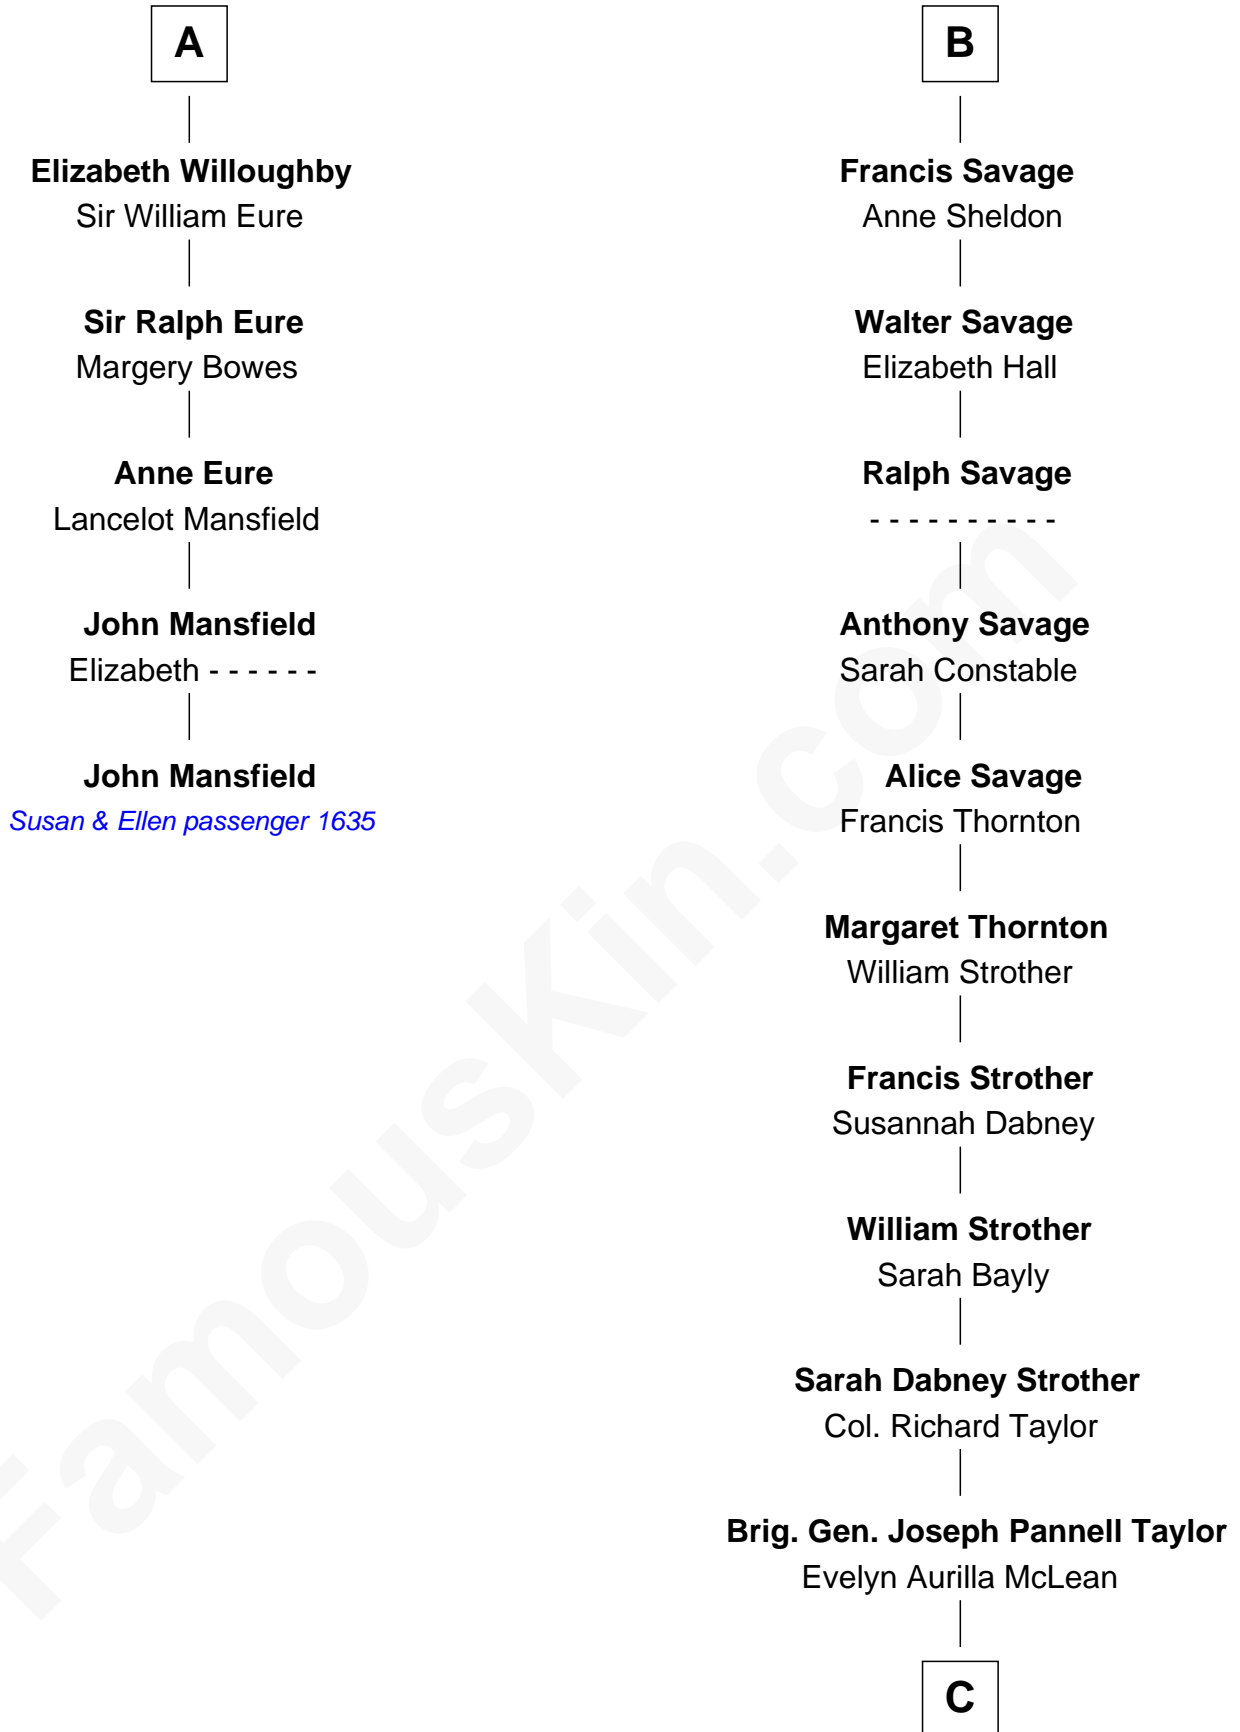 A
Elizabeth Willoughby
Sir William Eure
Sir Ralph Eure
Margery Bowes
Anne Eure
Lancelot Mansfield
John Mansfield
Elizabeth - - - - - -
John Mansfield
Susan & Ellen passenger 1635
B
Francis Savage
Anne Sheldon
Walter Savage
Elizabeth Hall
Ralph Savage
- - - - - - - - - -
Anthony Savage
Sarah Constable
Alice Savage
Francis Thornton
Margaret Thornton
William Strother
Francis Strother
Susannah Dabney
William Strother
Sarah Bayly
Sarah Dabney Strother
Col. Richard Taylor
Brig. Gen. Joseph Pannell Taylor
Evelyn Aurilla McLean
C
FamousKin.com